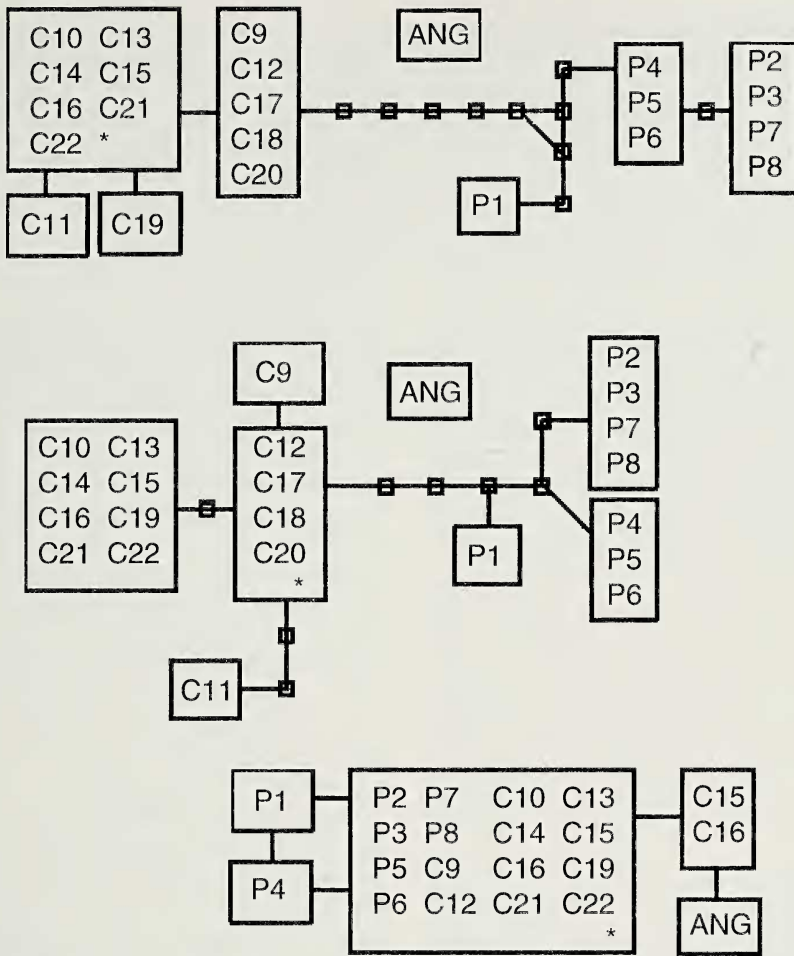 C10 C13
C14 C15
C16 C21
C22 *
C11
C19
C9
C12
C17
C18
C20
ANG
P1
P4
P5
P6
P2
P3
P7
P8
C9
C10 C13
C14 C15
C16 C19
C21 C22
C12
C17
C18
C20
*
C11
ANG
P1
P2
P3
P7
P8
P4
P5
P6
P1
P4
P2 P7 C10 C13
P3 P8 C14 C15
P5 C9 C16 C19
P6 C12 C21 C22
*
C15
C16
ANG